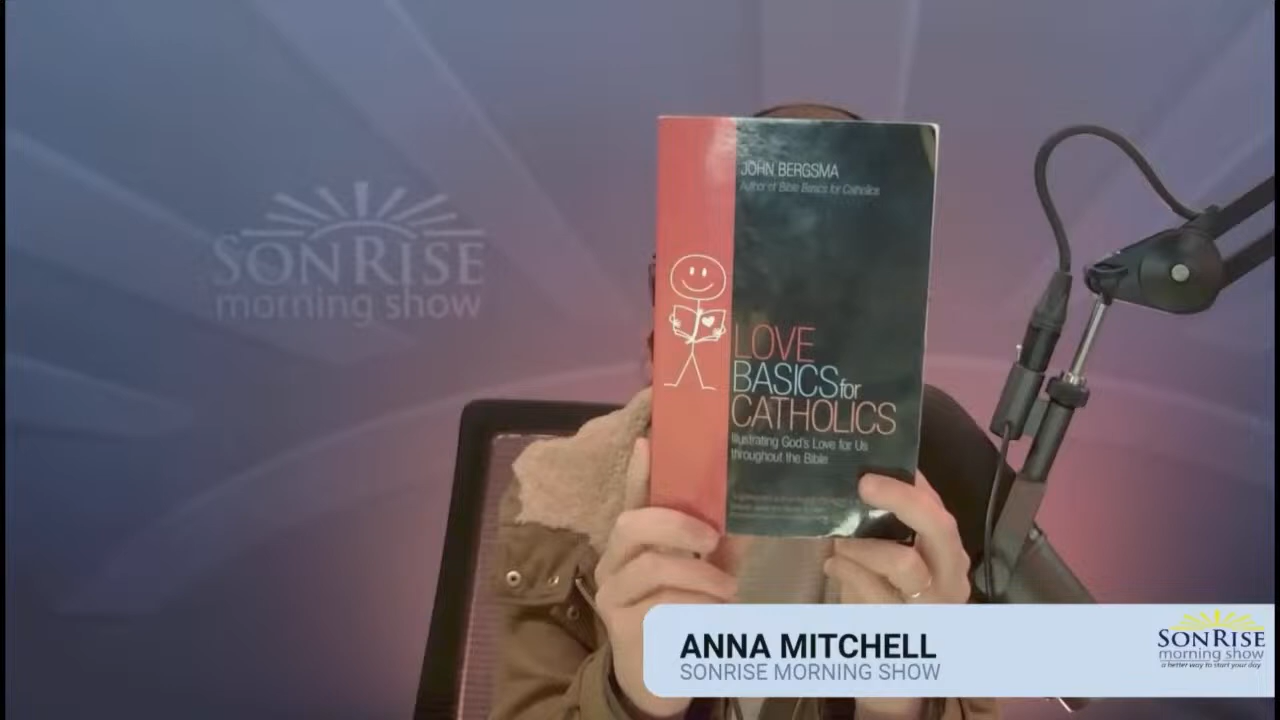 SONRISE
morning show
JOHN BERGSMA
Author of Bible Basics for Catholics
LOVE
BASICS for
CATHOLICS
Illustrating God's Love for Us
throughout the Bible
ANNA MITCHELL
SONRISE MORNING SHOW
SONRISE
morning show
a better way to start your day